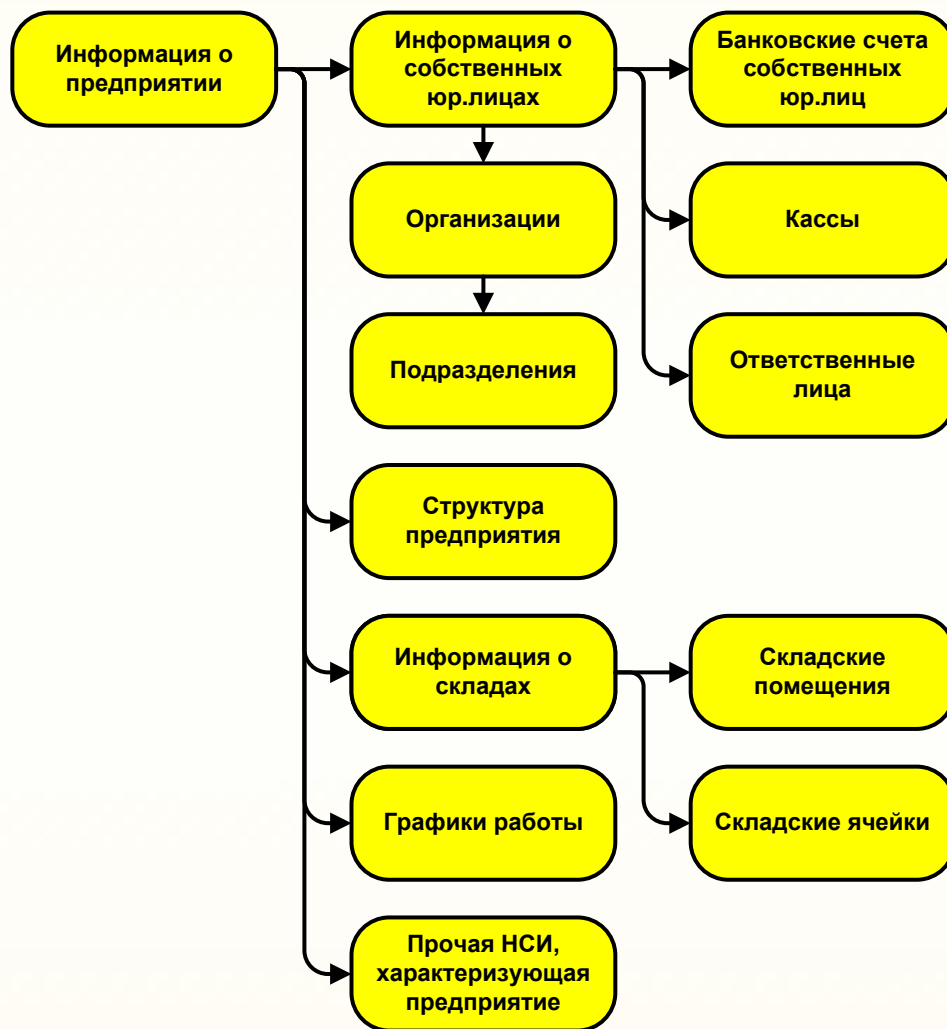 Информация о
предприятии
Информация о
собственных
юр.лицах
Банковские счета
собственных
юр.лиц
Организации
Кассы
Подразделения
Ответственные
лица
Структура
предприятия
Информация о
складах
Складские
помещения
Графики работы
Складские ячейки
Прочая НСИ,
характеризующая
предприятие